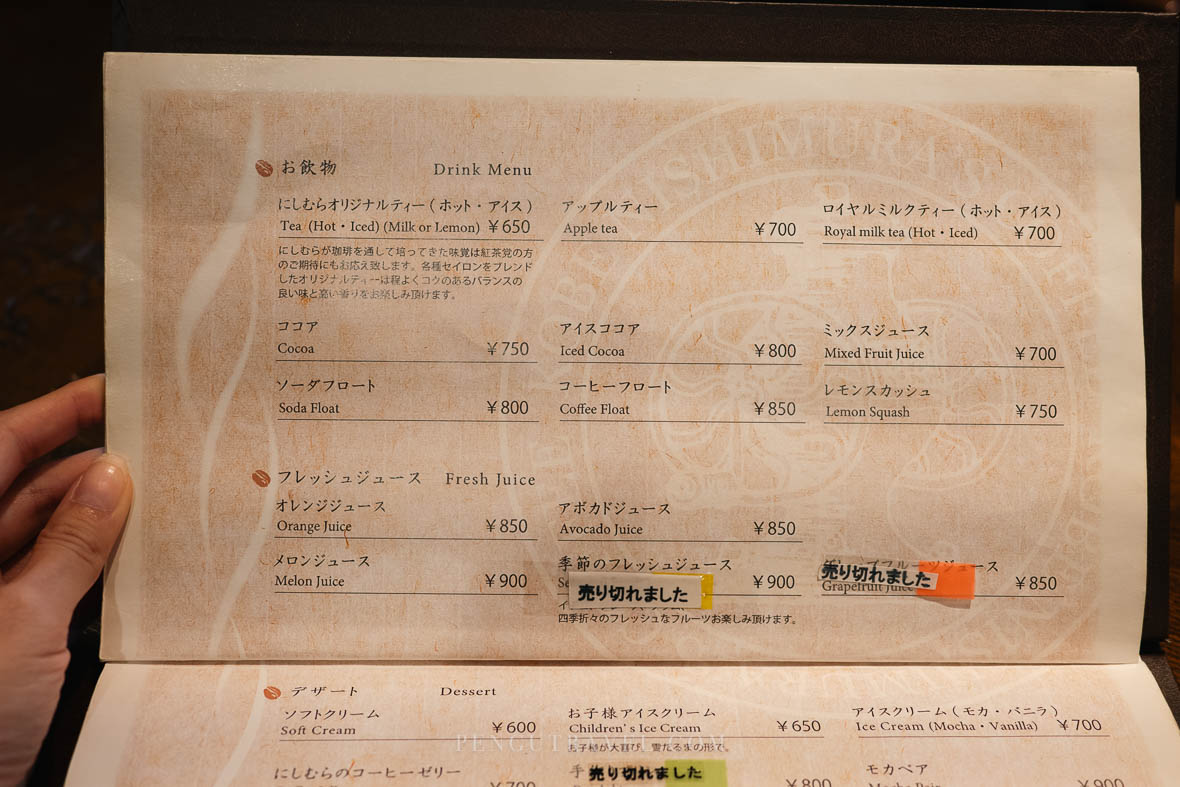 お飲物 Drink Menu
にしむらオリジナルティー(ホット・アイス)
Tea (Hot・Iced) (Milk or Lemon) ¥650
にしむらが珈琲を通して培ってきた味覚は紅茶党の方
のご期待にもお応え致します。各種セイロンをブレンド
したオリジナルティーは程よくコクのあるバランスの
良い味と高い香りをお楽しみ頂けます。
アップルティー
Apple tea ¥700
ロイヤルミルクティー(ホット・アイス)
Royal milk tea (Hot・Iced) ¥700
ココア
Cocoa ¥750
アイスココア
Iced Cocoa ¥800
ミックスジュース
Mixed Fruit Juice ¥700
ソーダフロート
Soda Float ¥800
コーヒーフロート
Coffee Float ¥850
レモンスカッシュ
Lemon Squash ¥750
フレッシュジュース Fresh Juice
オレンジジュース
Orange Juice ¥850
アボカドジュース
Avocado Juice ¥850
メロンジュース
Melon Juice ¥900
季節のフレッシュジュース
¥900
売り切れました
四季折々のフレッシュなフルーツお楽しみ頂けます。
売り切れました
Grapefruit Juice ¥850
デザート Dessert
ソフトクリーム
Soft Cream ¥600
お子様アイスクリーム
Children's Ice Cream ¥650
お子様が大喜び、雪だるまの形で。
アイスクリーム(モカ・バニラ)
Ice Cream (Mocha・Vanilla) ¥700
にしむらのコーヒーゼリー
¥700
売り切れました
¥800
モカペア
¥900